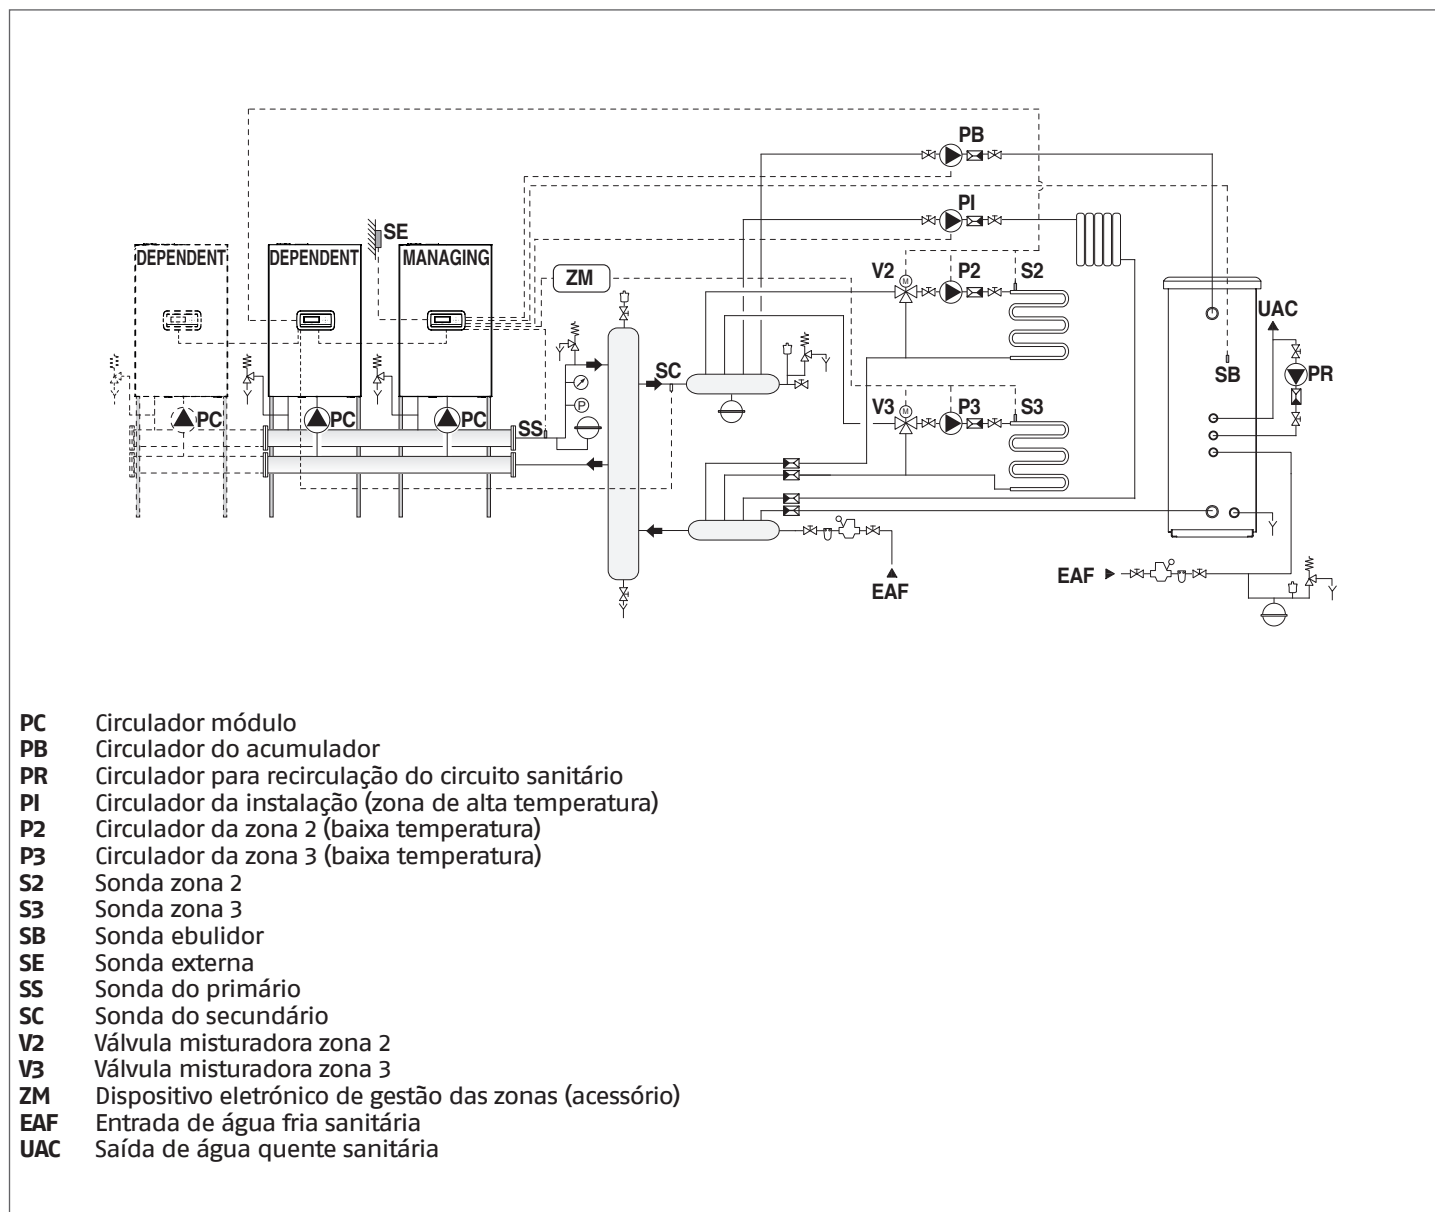 PB
PI
SE
DEPENDENT DEPENDENT MANAGING
ZM
V2 P2 S2
UAC
SC
SB PR
V3 P3 S3
PC PC PC
P
SS
M
M
EAF
EAF
PC Circulador módulo
PB Circulador do acumulador
PR Circulador para recirculação do circuito sanitário
PI Circulador da instalação (zona de alta temperatura)
P2 Circulador da zona 2 (baixa temperatura)
P3 Circulador da zona 3 (baixa temperatura)
S2 Sonda zona 2
S3 Sonda zona 3
SB Sonda ebulidor
SE Sonda externa
SS Sonda do primário
SC Sonda do secundário
V2 Válvula misturadora zona 2
V3 Válvula misturadora zona 3
ZM Dispositivo eletrónico de gestão das zonas (acessório)
EAF Entrada de água fria sanitária
UAC Saída de água quente sanitária